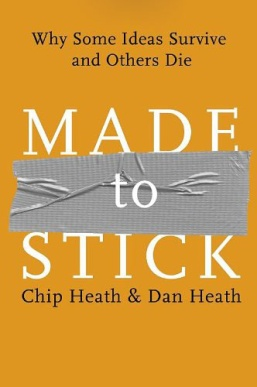 Why Some Ideas Survive
and Others Die
MADE
to
STICK
Chip Heath & Dan Heath